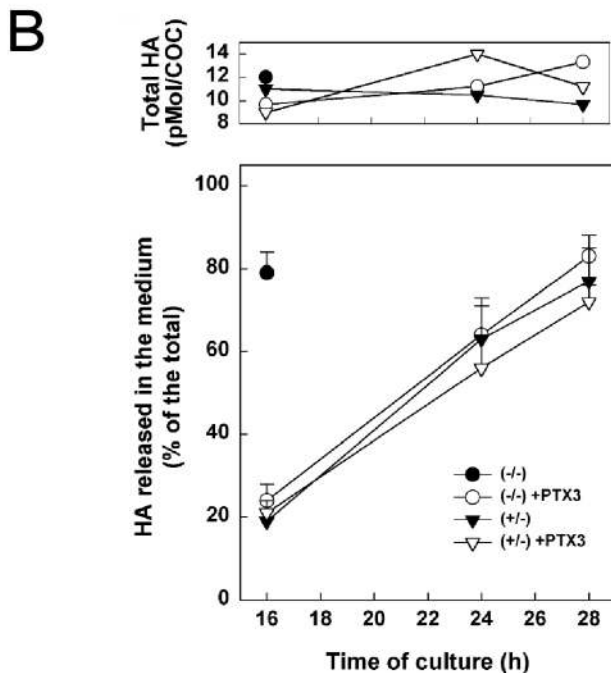 B
Total HA
(pMol/COC)
14
12
10
8
HA released in the medium
(% of the total)
100
80
60
40
20
0
(-/-)
(-/-) +PTX3
(+/-)
(+/-) +PTX3
16 18 20 22 24 26 28
Time of culture (h)